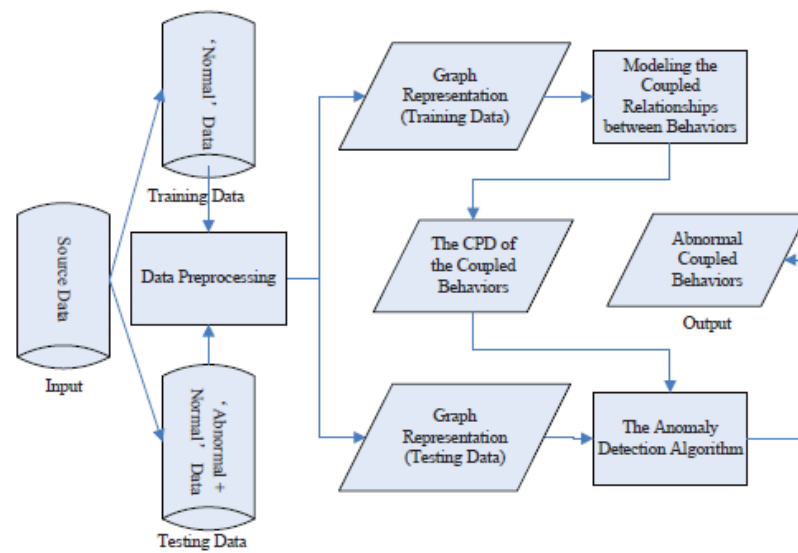 ‘Normal’ Data
Training Data
Source Data
Input
Data Preprocessing
‘Abnormal +
Normal’ Data
Testing Data
Graph
Representation
(Training Data)
Modeling the
Coupled
Relationships
between Behaviors
The CPD of
the Coupled
Behaviors
Abnormal
Coupled
Behaviors
Output
Graph
Representation
(Testing Data)
The Anomaly
Detection Algorithm